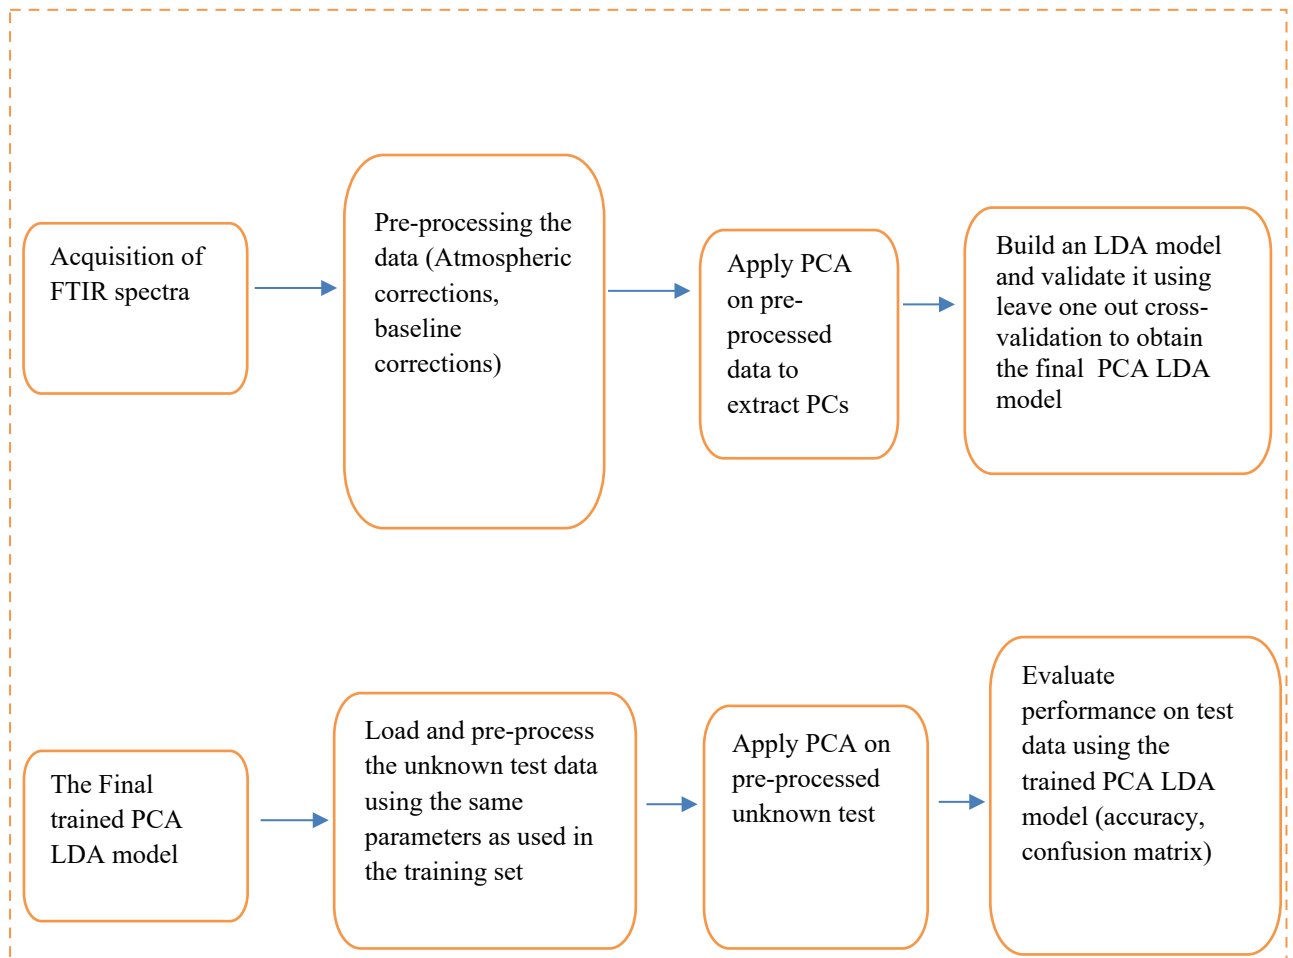 Acquisition of
FTIR spectra
Pre-processing the
data (Atmospheric
corrections,
baseline
corrections)
Apply PCA
on pre-
processed
data to
extract PCs
Build an LDA model
and validate it using
leave one out cross-
validation to obtain
the final  PCA LDA
model
The Final
trained PCA
LDA model
Load and pre-process
the unknown test data
using the same
parameters as used in
the training set
Apply PCA on
pre-processed
unknown test
Evaluate
performance on test
data using the
trained PCA LDA
model (accuracy,
confusion matrix)